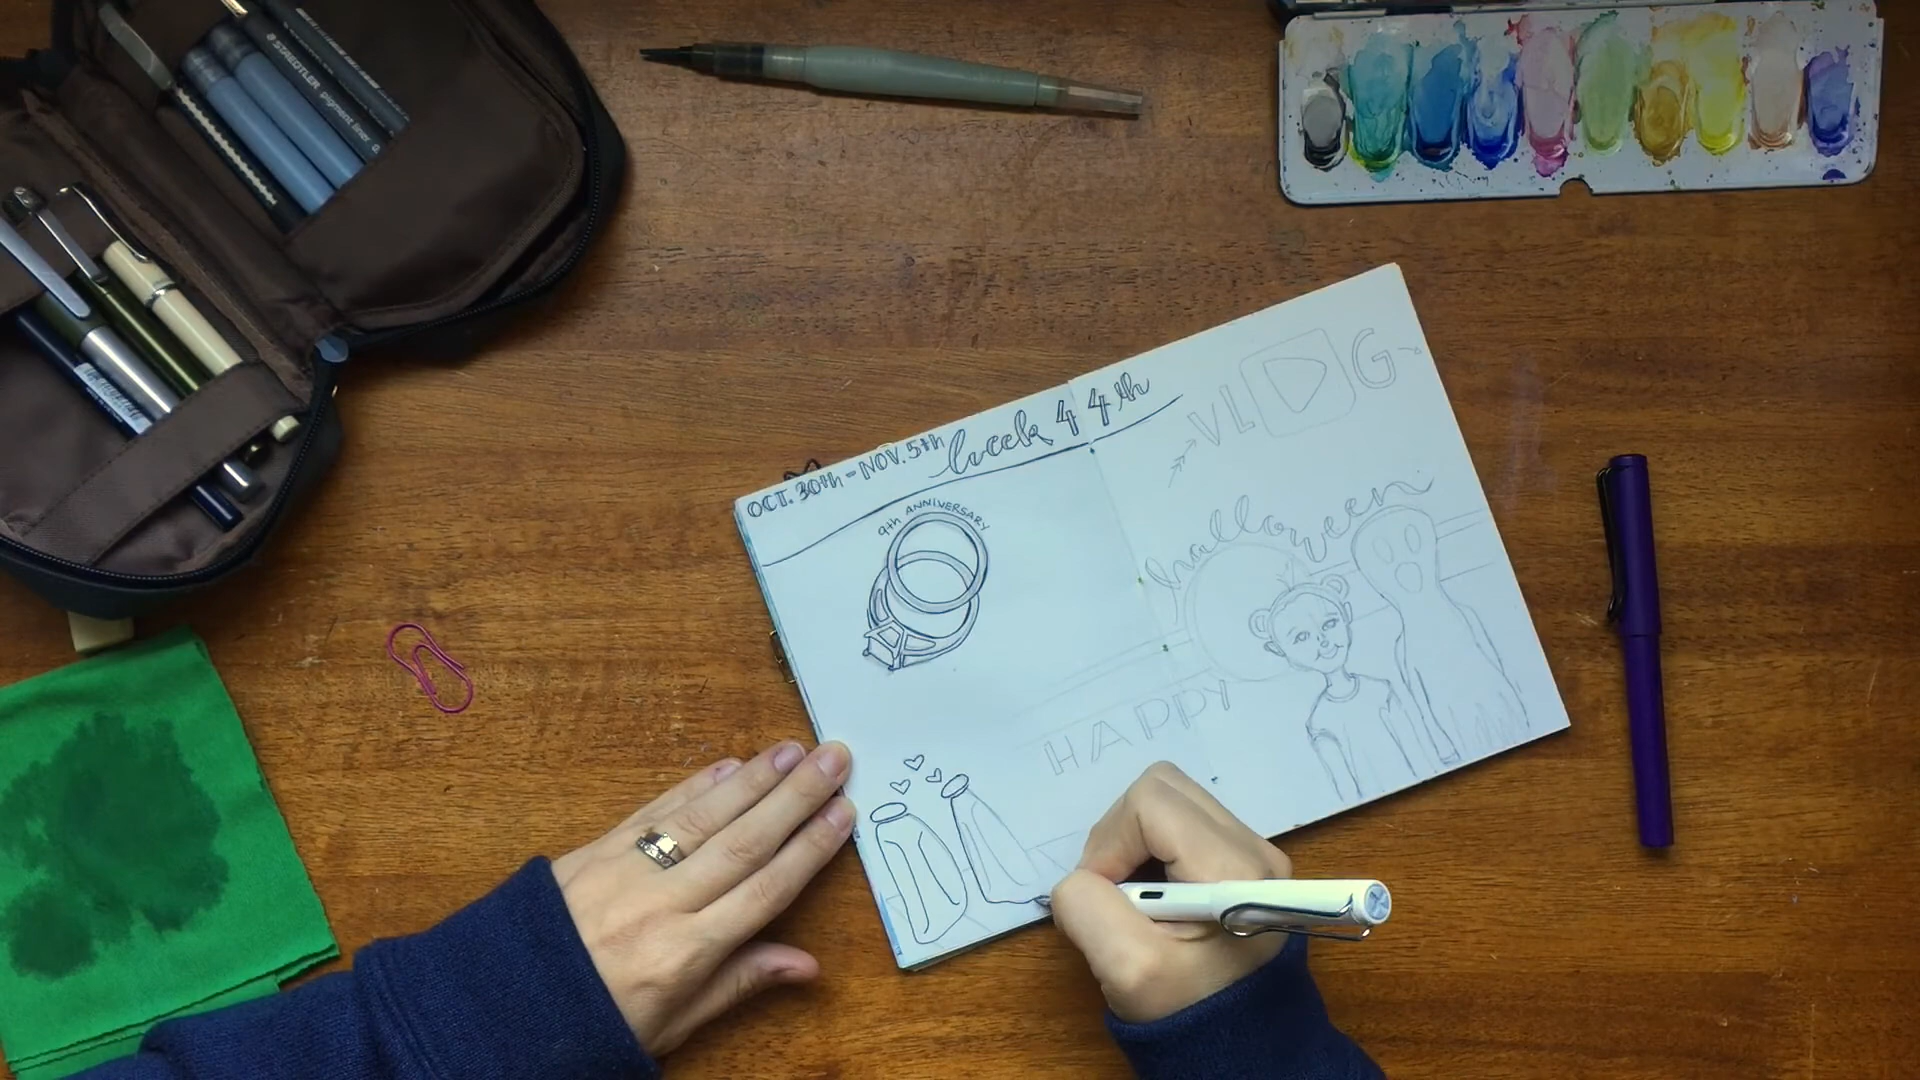 OCT. 30th - NOV. 5th week 44th
9th ANNIVERSARY
VLOG
halloween
HAPPY
STAEDTLER pigment liner